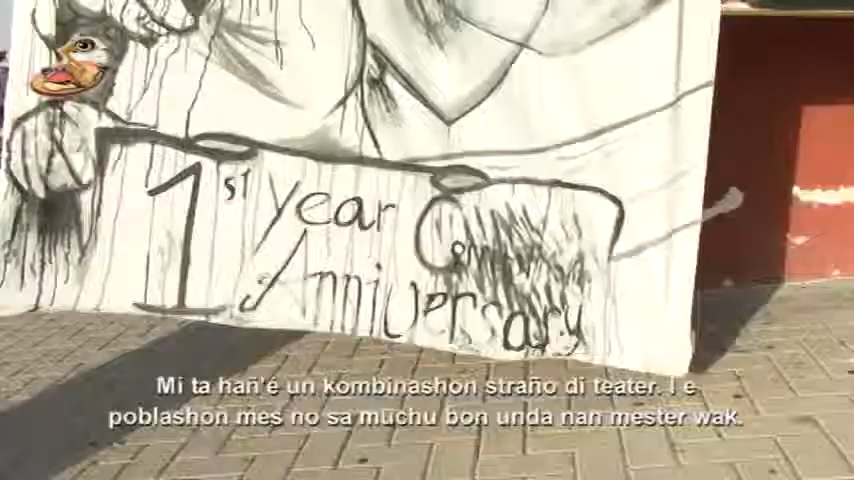 1st Year
Anniversary
Mi ta hañ'é un kombinashon straño di teater. I e
poblashon mes no sa muchu bon unda nan mester wak.